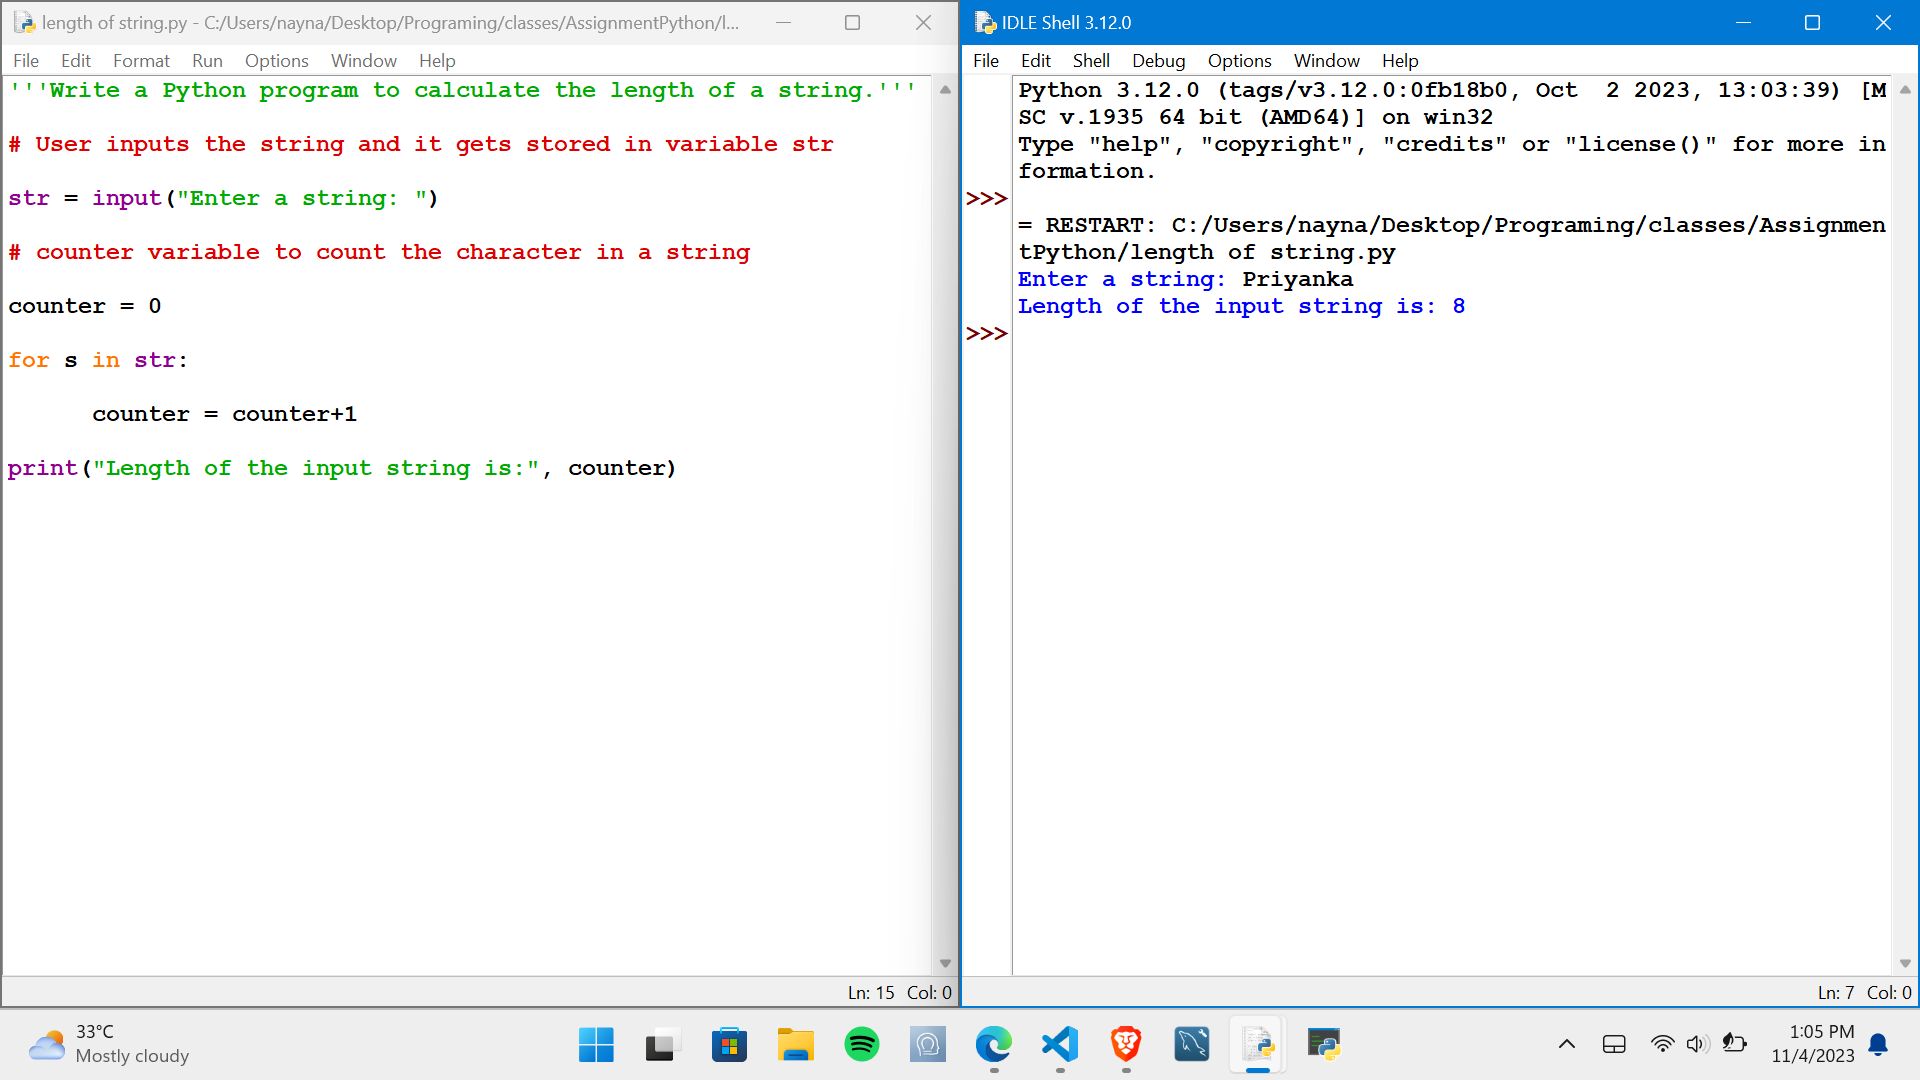 length of string.py - C:/Users/nayna/Desktop/Programing/classes/AssignmentPython/l...
File Edit Format Run Options Window Help
'''Write a Python program to calculate the length of a string.'''
# User inputs the string and it gets stored in variable str
str = input("Enter a string: ")
# counter variable to count the character in a string
counter = 0
for s in str:
counter = counter+1
print("Length of the input string is:", counter)
Ln: 15 Col: 0
IDLE Shell 3.12.0
File Edit Shell Debug Options Window Help
Python 3.12.0 (tags/v3.12.0:0fb18b0, Oct  2 2023, 13:03:39) [M
SC v.1935 64 bit (AMD64)] on win32
Type "help", "copyright", "credits" or "license()" for more in
formation.
>>>
= RESTART: C:/Users/nayna/Desktop/Programing/classes/Assignmen
tPython/length of string.py
Enter a string: Priyanka
Length of the input string is: 8
>>>
Ln: 7 Col: 0
33°C
Mostly cloudy
1:05 PM
11/4/2023